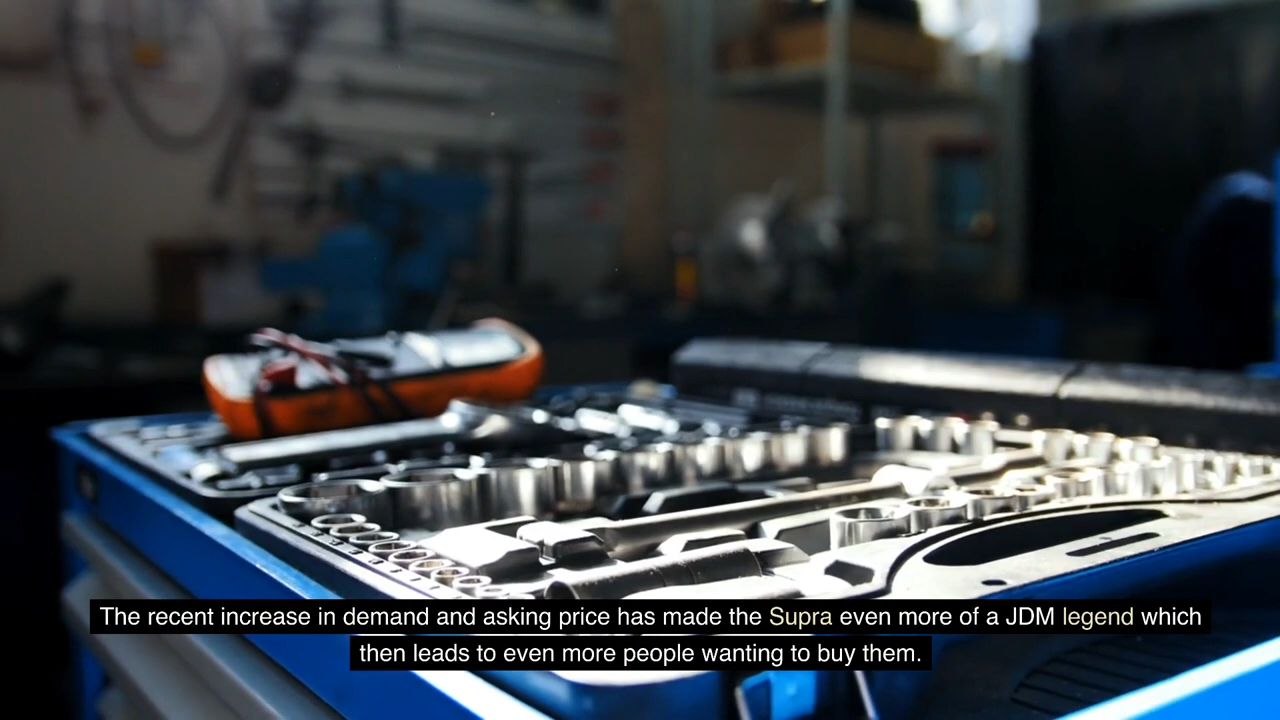 The recent increase in demand and asking price has made the Supra even more of a JDM legend which
then leads to even more people wanting to buy them.